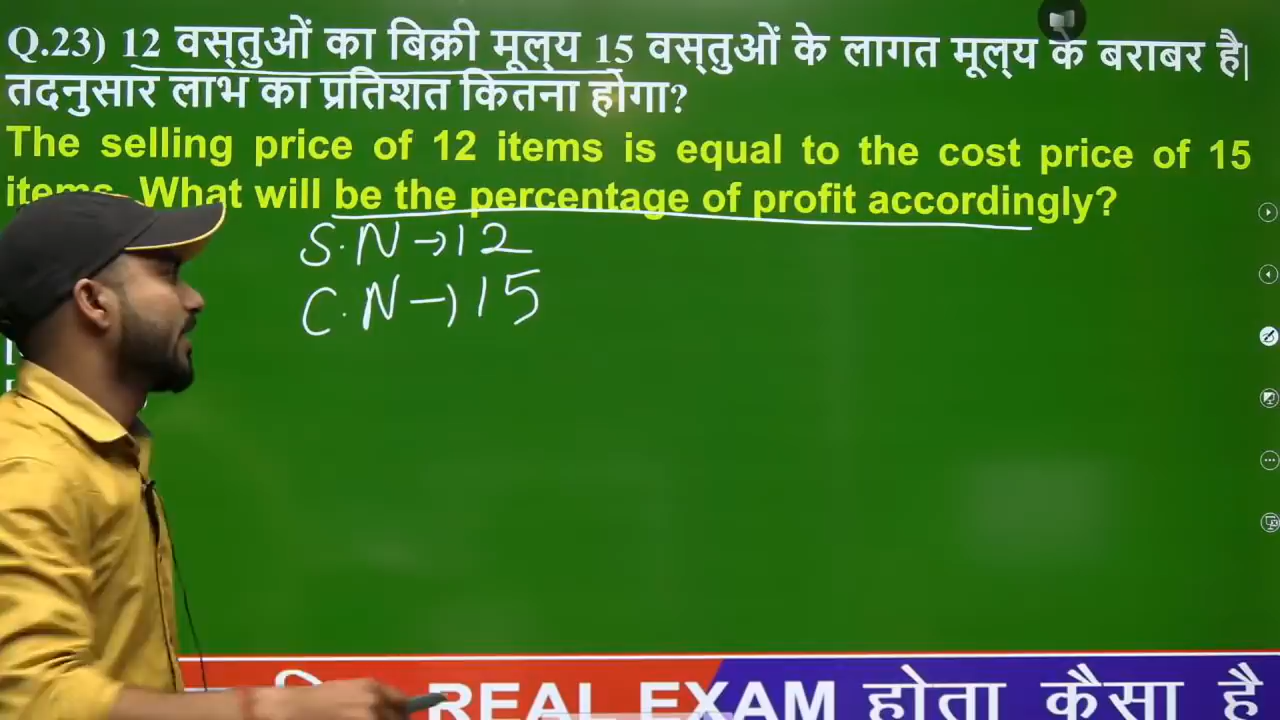 Q.23) 12 वस्तुओं का बिक्री मूल्य 15 वस्तुओं के लागत मूल्य के बराबर है|
तदनुसार लाभ का प्रतिशत कितना होगा?
The selling price of 12 items is equal to the cost price of 15
items. What will be the percentage of profit accordingly?
S.N→12
C.N→15
REAL EXAM होता कैसा है